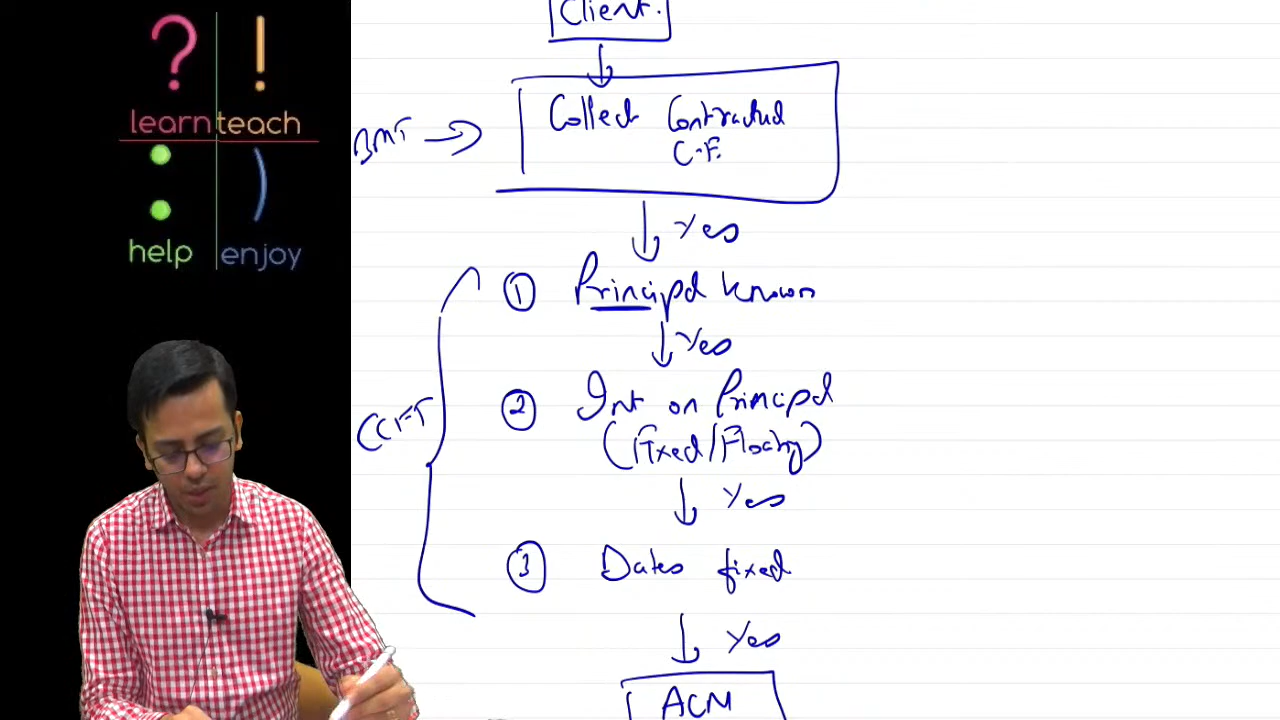 ?
!
learn teach
help enjoy
Client.
BMT → Collect Contracted
C.F.
Yes
① Principal known
Yes
CCFT
② Int on Principal
(Fixed/Floating)
Yes
③ Dates fixed
Yes
ACM